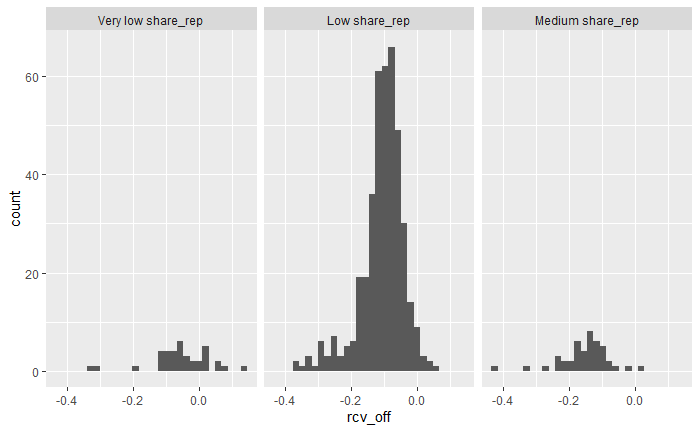 Very low share_rep
Low share_rep
Medium share_rep
60
40
20
0
count
-0.4
-0.2
0.0
-0.4
-0.2
0.0
-0.4
-0.2
0.0
rcv_off